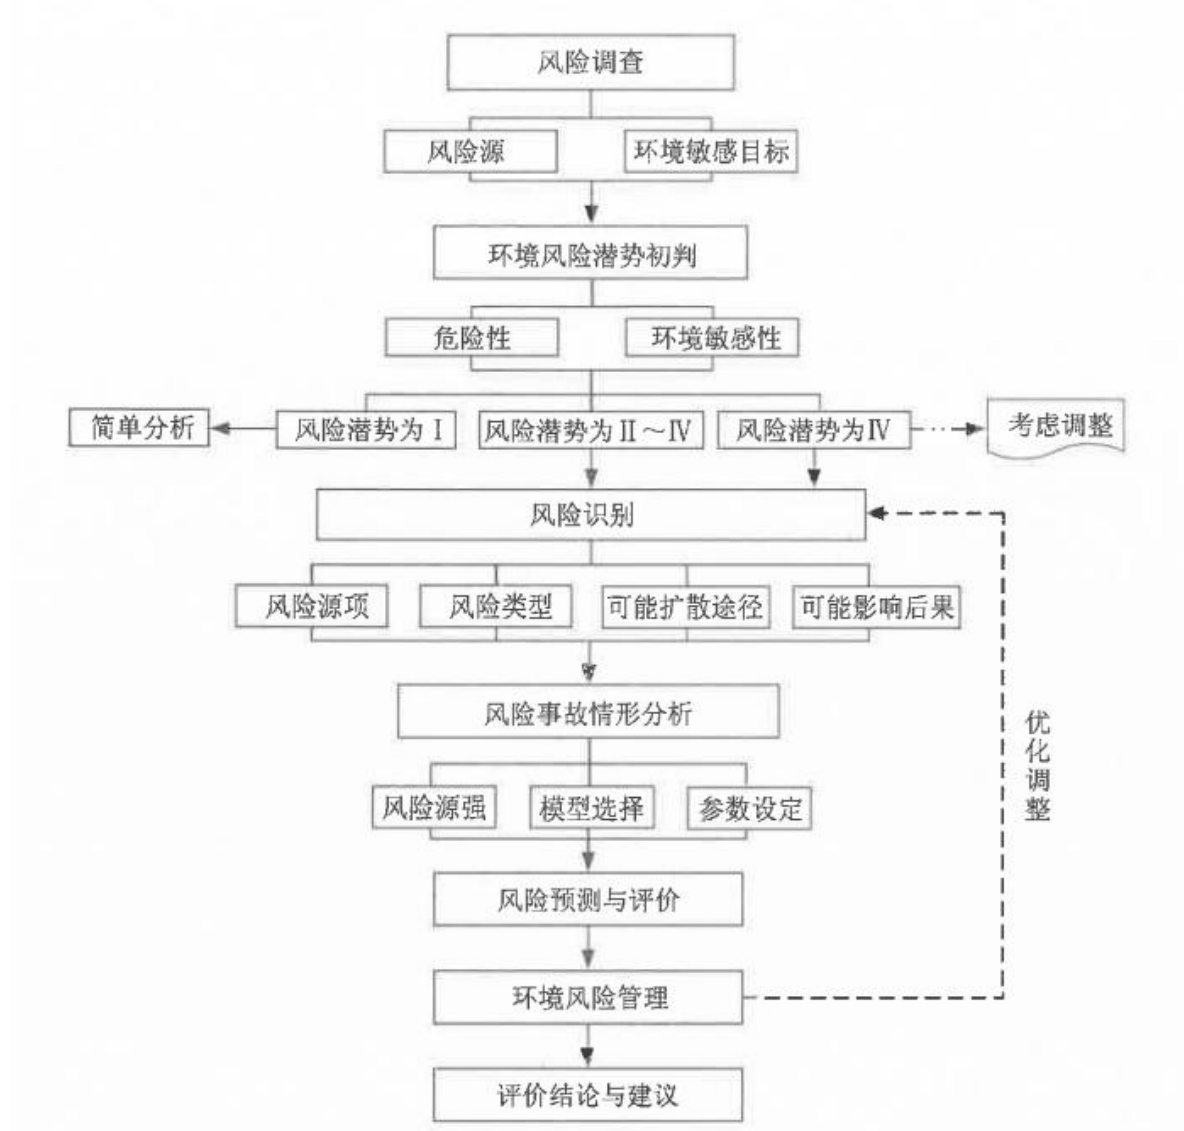 风险调查
风险源
环境敏感目标
环境风险潜势初判
危险性
环境敏感性
简单分析
风险潜势为Ⅰ
风险潜势为Ⅱ～Ⅳ
风险潜势为Ⅳ
考虑调整
风险识别
风险源项
风险类型
可能扩散途径
可能影响后果
风险事故情形分析
优化调整
风险源强
模型选择
参数设定
风险预测与评价
环境风险管理
评价结论与建议